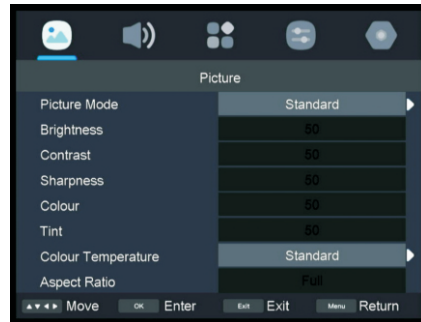 Picture
Picture Mode Standard
Brightness 50
Contrast 50
Sharpness 50
Colour 50
Tint 50
Colour Temperature Standard
Aspect Ratio Full
▲▼◄► Move OK Enter Exit Exit Menu Return